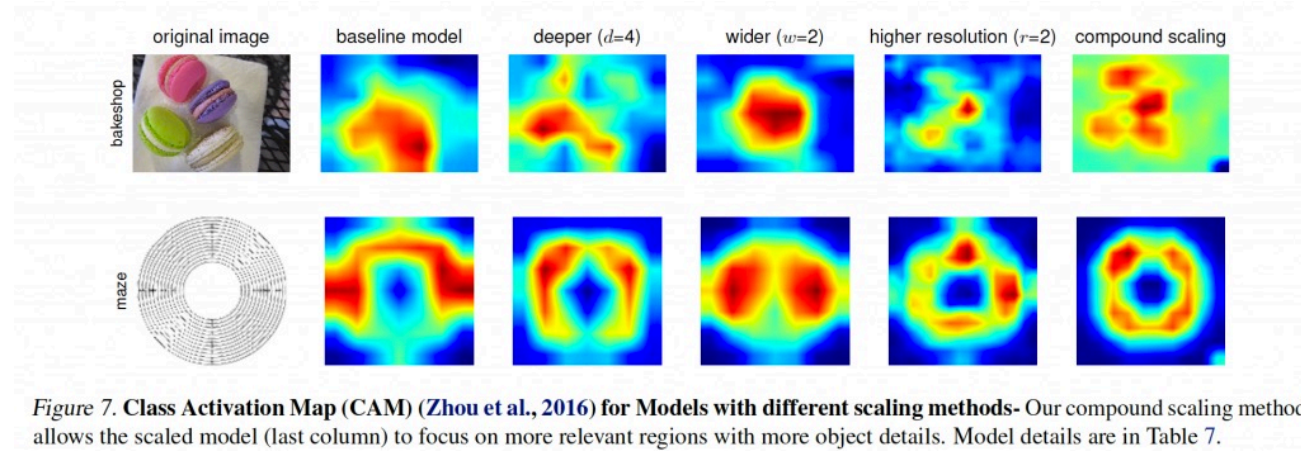 original image baseline model deeper (d=4) wider (w=2) higher resolution (r=2) compound scaling
bakeshop
maze
Figure 7. Class Activation Map (CAM) (Zhou et al., 2016) for Models with different scaling methods- Our compound scaling method
allows the scaled model (last column) to focus on more relevant regions with more object details. Model details are in Table 7.